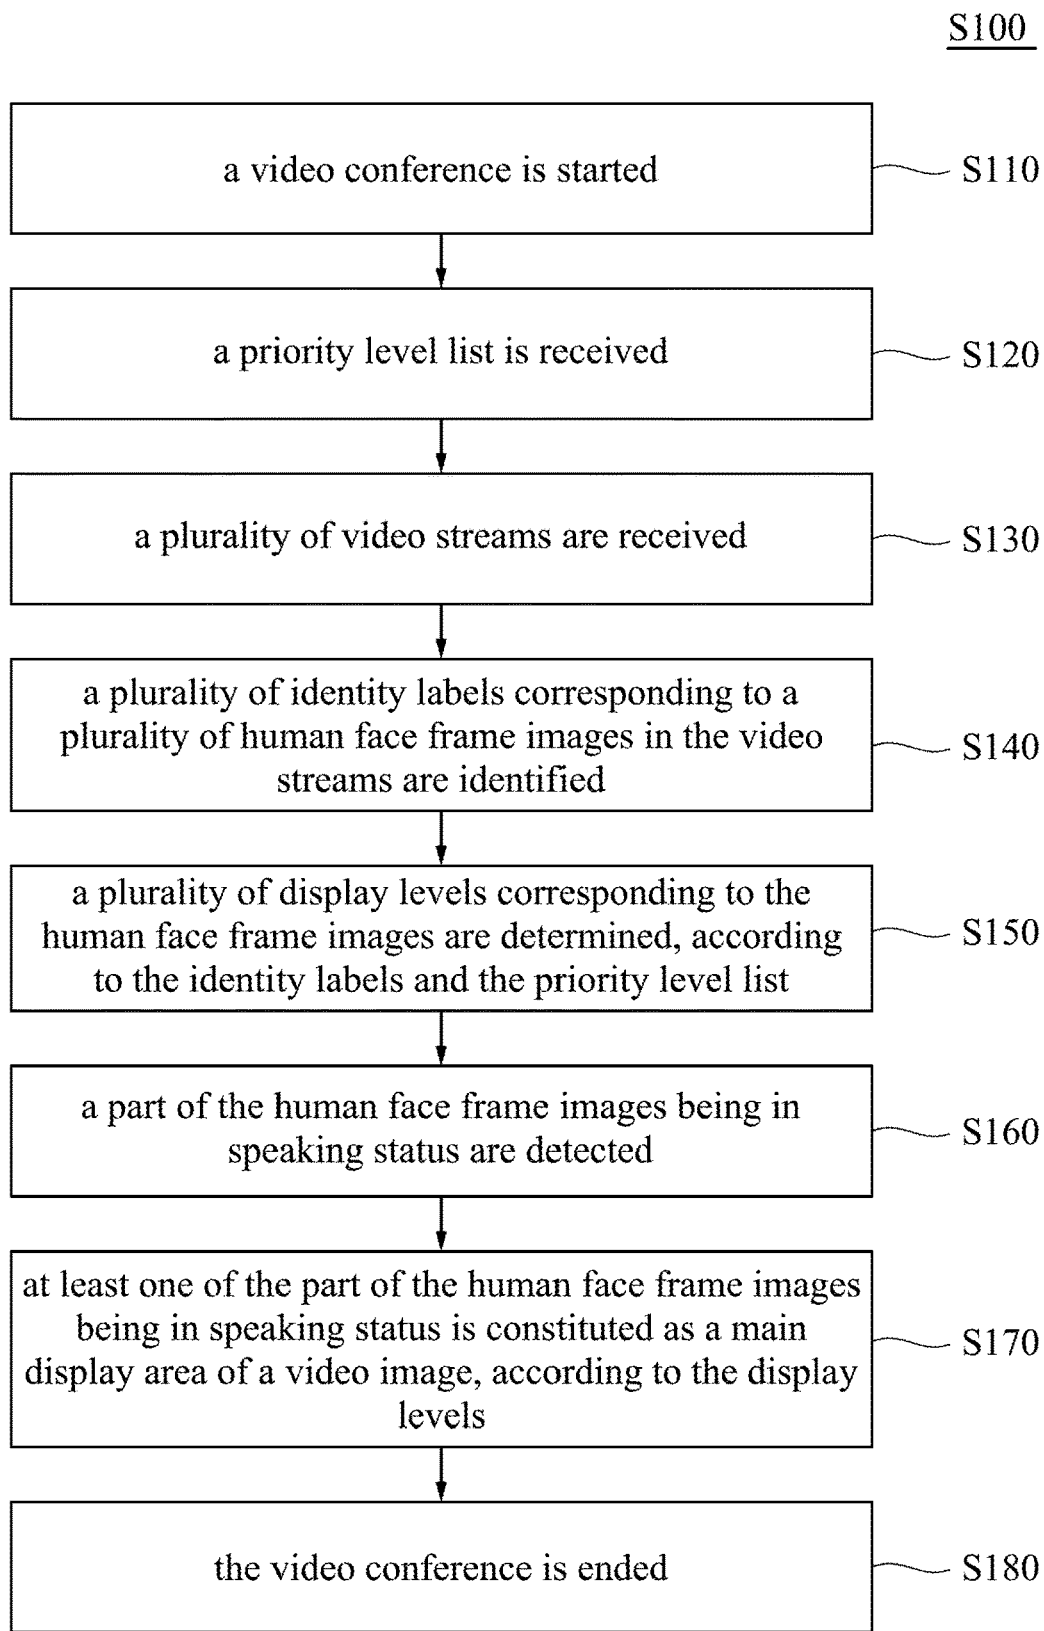 S100
a video conference is started
S110
a priority level list is received
S120
a plurality of video streams are received
S130
a plurality of identity labels corresponding to a
plurality of human face frame images in the video
streams are identified
S140
a plurality of display levels corresponding to the
human face frame images are determined, according
to the identity labels and the priority level list
S150
a part of the human face frame images being in
speaking status are detected
S160
at least one of the part of the human face frame images
being in speaking status is constituted as a main
display area of a video image, according to the display
levels
S170
the video conference is ended
S180